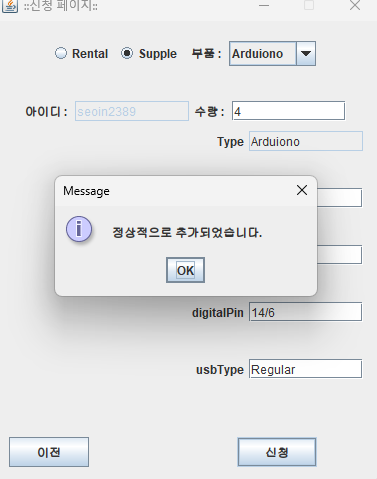 ::신청 페이지::
Rental Supple 부품 : Arduiono
아이디 : seoin2389 수량 : 4
Type Arduiono
Message
정상적으로 추가되었습니다.
OK
digitalPin 14/6
usbType Regular
이전 신청